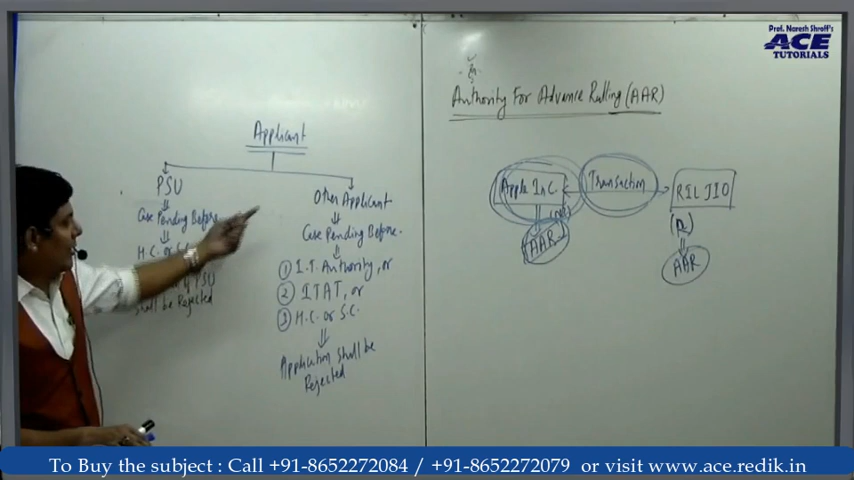 Prof. Naresh Shroff's
ACE
TUTORIALS
Authority For Advance Rulling (AAR)
Applicant
PSU
Case Pending Before
H.C. or S.C.
of PSU
shall be Rejected
Other Applicant
Case Pending Before.
① I.T. Authority, or
② ITAT, or
③ H.C. or S.C.
Application shall be
Rejected
Apple Inc.
Transaction
RIL JIO
(NR)
(R)
AAR
AAR
To Buy the subject : Call +91-8652272084 / +91-8652272079 or visit www.ace.redik.in